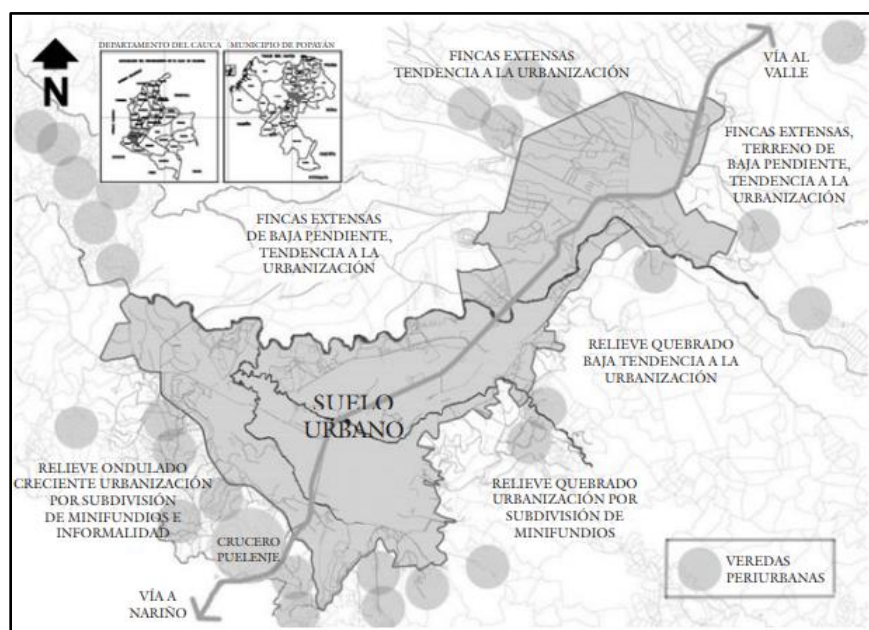 DEPARTAMENTO DEL CAUCA
MUNICIPIO DE POPAYÁN
N
FINCAS EXTENSAS
TENDENCIA A LA URBANIZACIÓN
VÍA AL
VALLE
FINCAS EXTENSAS,
TERRENO DE
BAJA PENDIENTE,
TENDENCIA A LA
URBANIZACIÓN
FINCAS EXTENSAS
DE BAJA PENDIENTE,
TENDENCIA A LA
URBANIZACIÓN
RELIEVE QUEBRADO
BAJA TENDENCIA A LA
URBANIZACIÓN
SUELO
URBANO
RELIEVE ONDULADO
CRECIENTE URBANIZACIÓN
POR SUBDIVISIÓN
DE MINIFUNDIOS E
INFORMALIDAD
RELIEVE QUEBRADO
URBANIZACIÓN POR
SUBDIVISIÓN DE
MINIFUNDIOS
CRUCERO
PUELENJE
VEREDAS
PERIURBANAS
VÍA A
NARIÑO